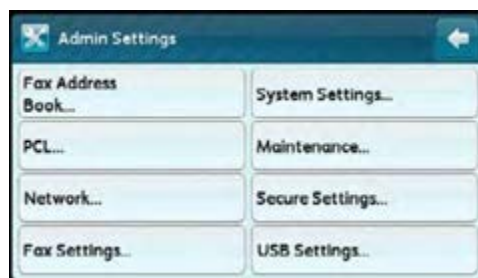 Admin Settings
Fax Address
Book...
System Settings...
PCL...
Maintenance...
Network...
Secure Settings...
Fax Settings...
USB Settings...